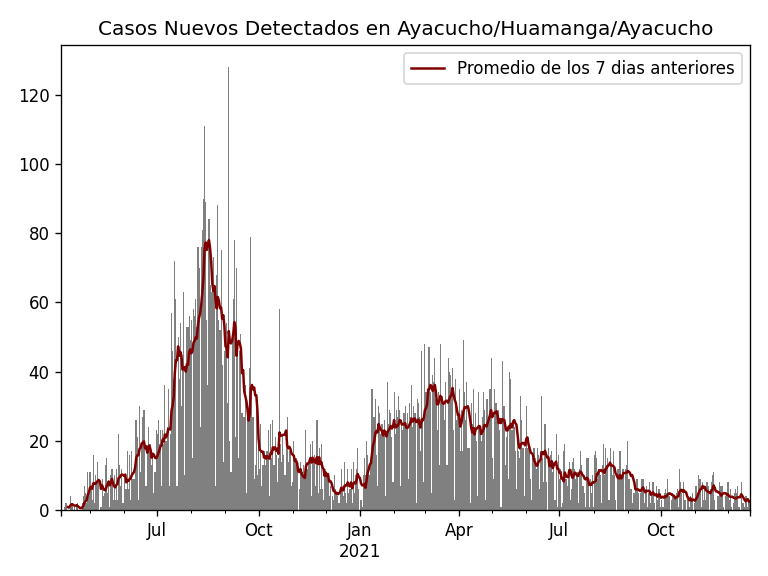 Casos Nuevos Detectados en Ayacucho/Huamanga/Ayacucho
Promedio de los 7 dias anteriores
120
100
80
60
40
20
0
Jul
Oct
Jan
2021
Apr
Jul
Oct